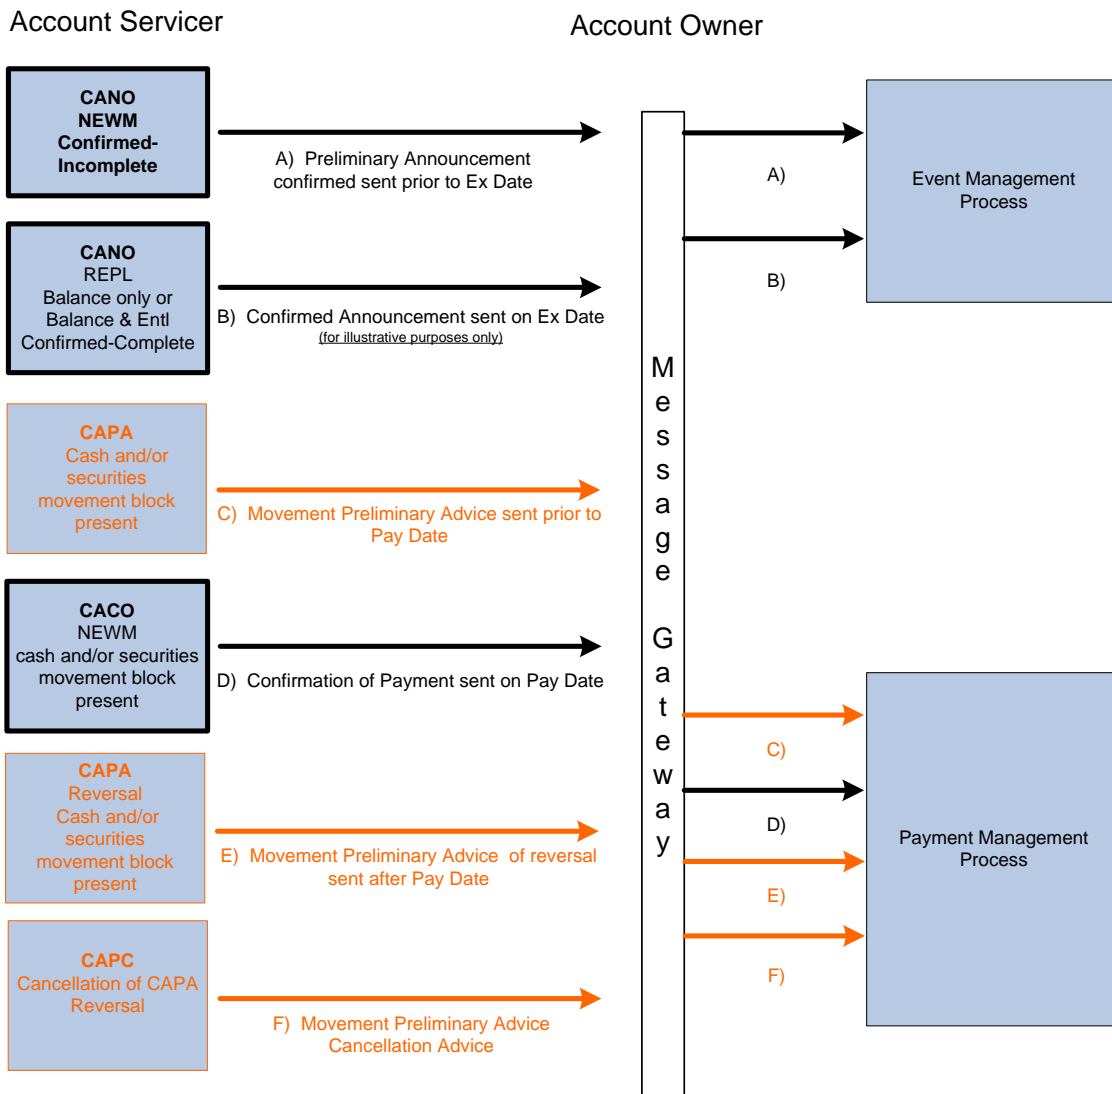 Account Servicer
Account Owner
CANO
NEWM
Confirmed-
Incomplete
A) Preliminary Announcement
confirmed sent prior to Ex Date
A)
Event Management
Process
CANO
REPL
Balance only or
Balance & Entl
Confirmed-Complete
B) Confirmed Announcement sent on Ex Date
(for illustrative purposes only)
B)
Message Gateway
CAPA
Cash and/or
securities
movement block
present
C) Movement Preliminary Advice sent prior to
Pay Date
CACO
NEWM
cash and/or securities
movement block
present
D) Confirmation of Payment sent on Pay Date
C)
D)
Payment Management
Process
CAPA
Reversal
Cash and/or
securities
movement block
present
E) Movement Preliminary Advice of reversal
sent after Pay Date
E)
CAPC
Cancellation of CAPA
Reversal
F) Movement Preliminary Advice
Cancellation Advice
F)